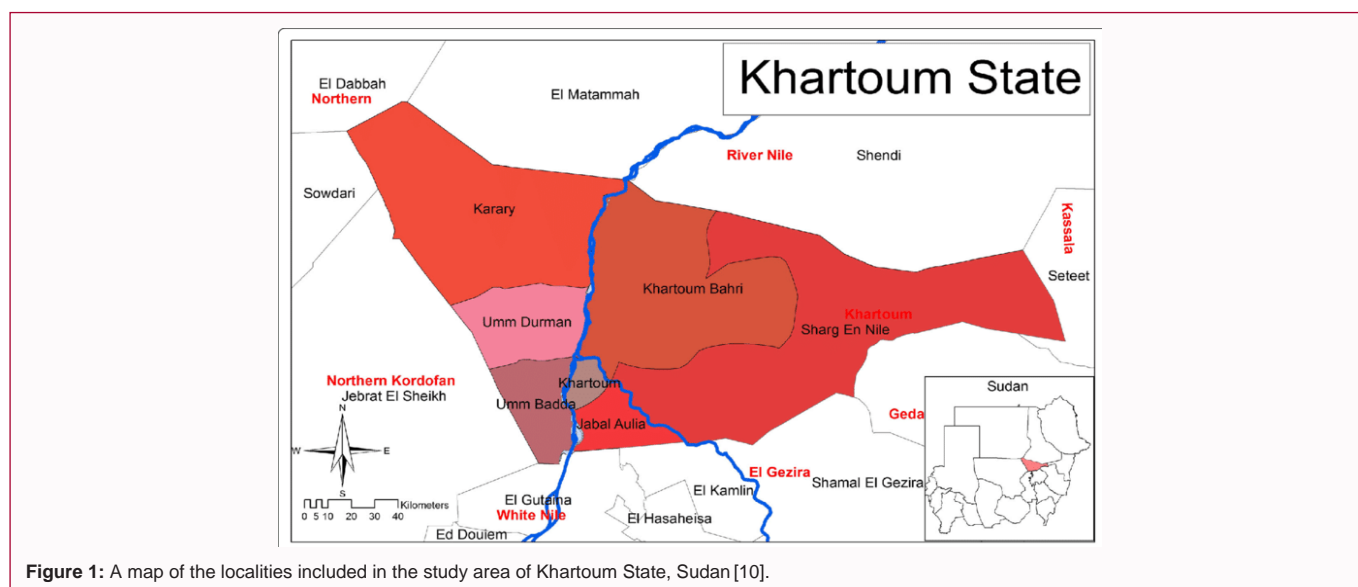 Khartoum State
El Dabbah
Northern
El Matammah
River Nile
Shendi
Sowdari
Karary
Kassala
Seteet
Khartoum Bahri
Khartoum
Sharg En Nile
Umm Durman
Khartoum
Northern Kordofan
Jebrat El Sheikh
Umm Badda
Jabal Aulia
Sudan
Geda
N
W
E
S
El Gezira
Shamal El Gezira
El Kamlin
El Gutaina
White Nile
El Hasaheisa
Ed Douiem
Kilometers
0 5 10 20 30 40
Figure 1: A map of the localities included in the study area of Khartoum State, Sudan [10].